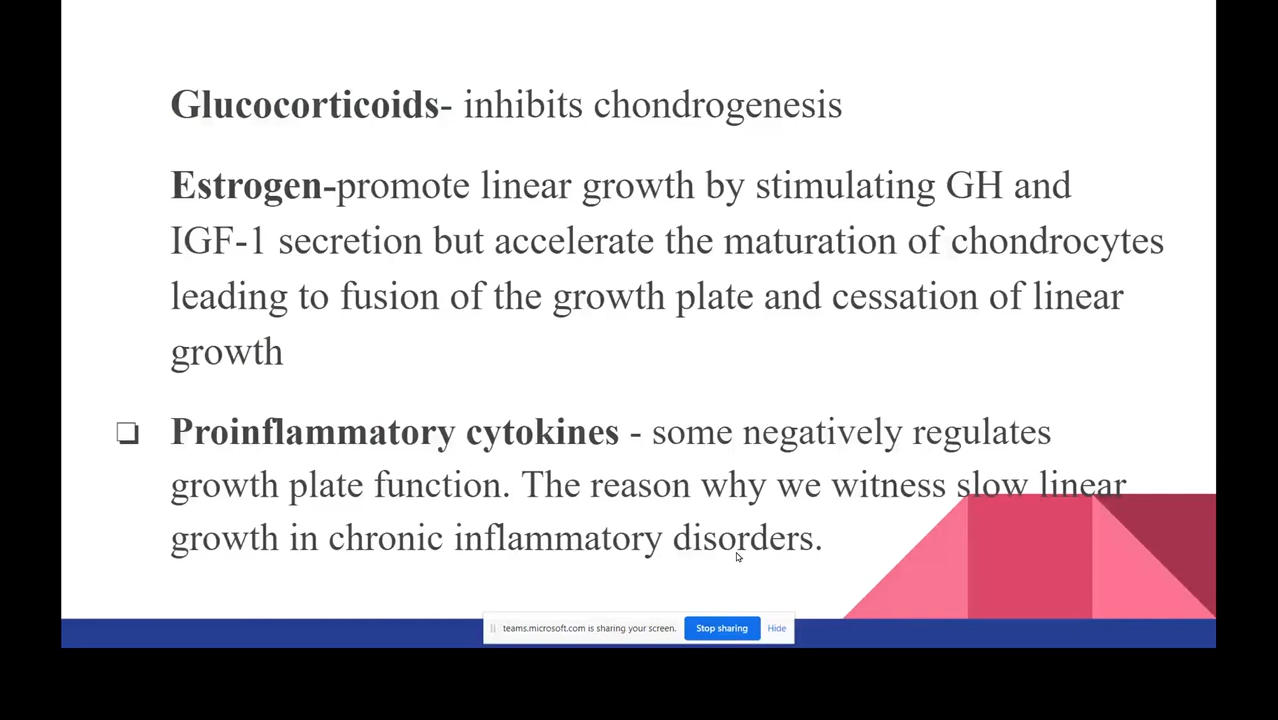 Glucocorticoids- inhibits chondrogenesis
Estrogen-promote linear growth by stimulating GH and
IGF-1 secretion but accelerate the maturation of chondrocytes
leading to fusion of the growth plate and cessation of linear
growth
❏ Proinflammatory cytokines - some negatively regulates
growth plate function. The reason why we witness slow linear
growth in chronic inflammatory disorders.
teams.microsoft.com is sharing your screen. Stop sharing Hide